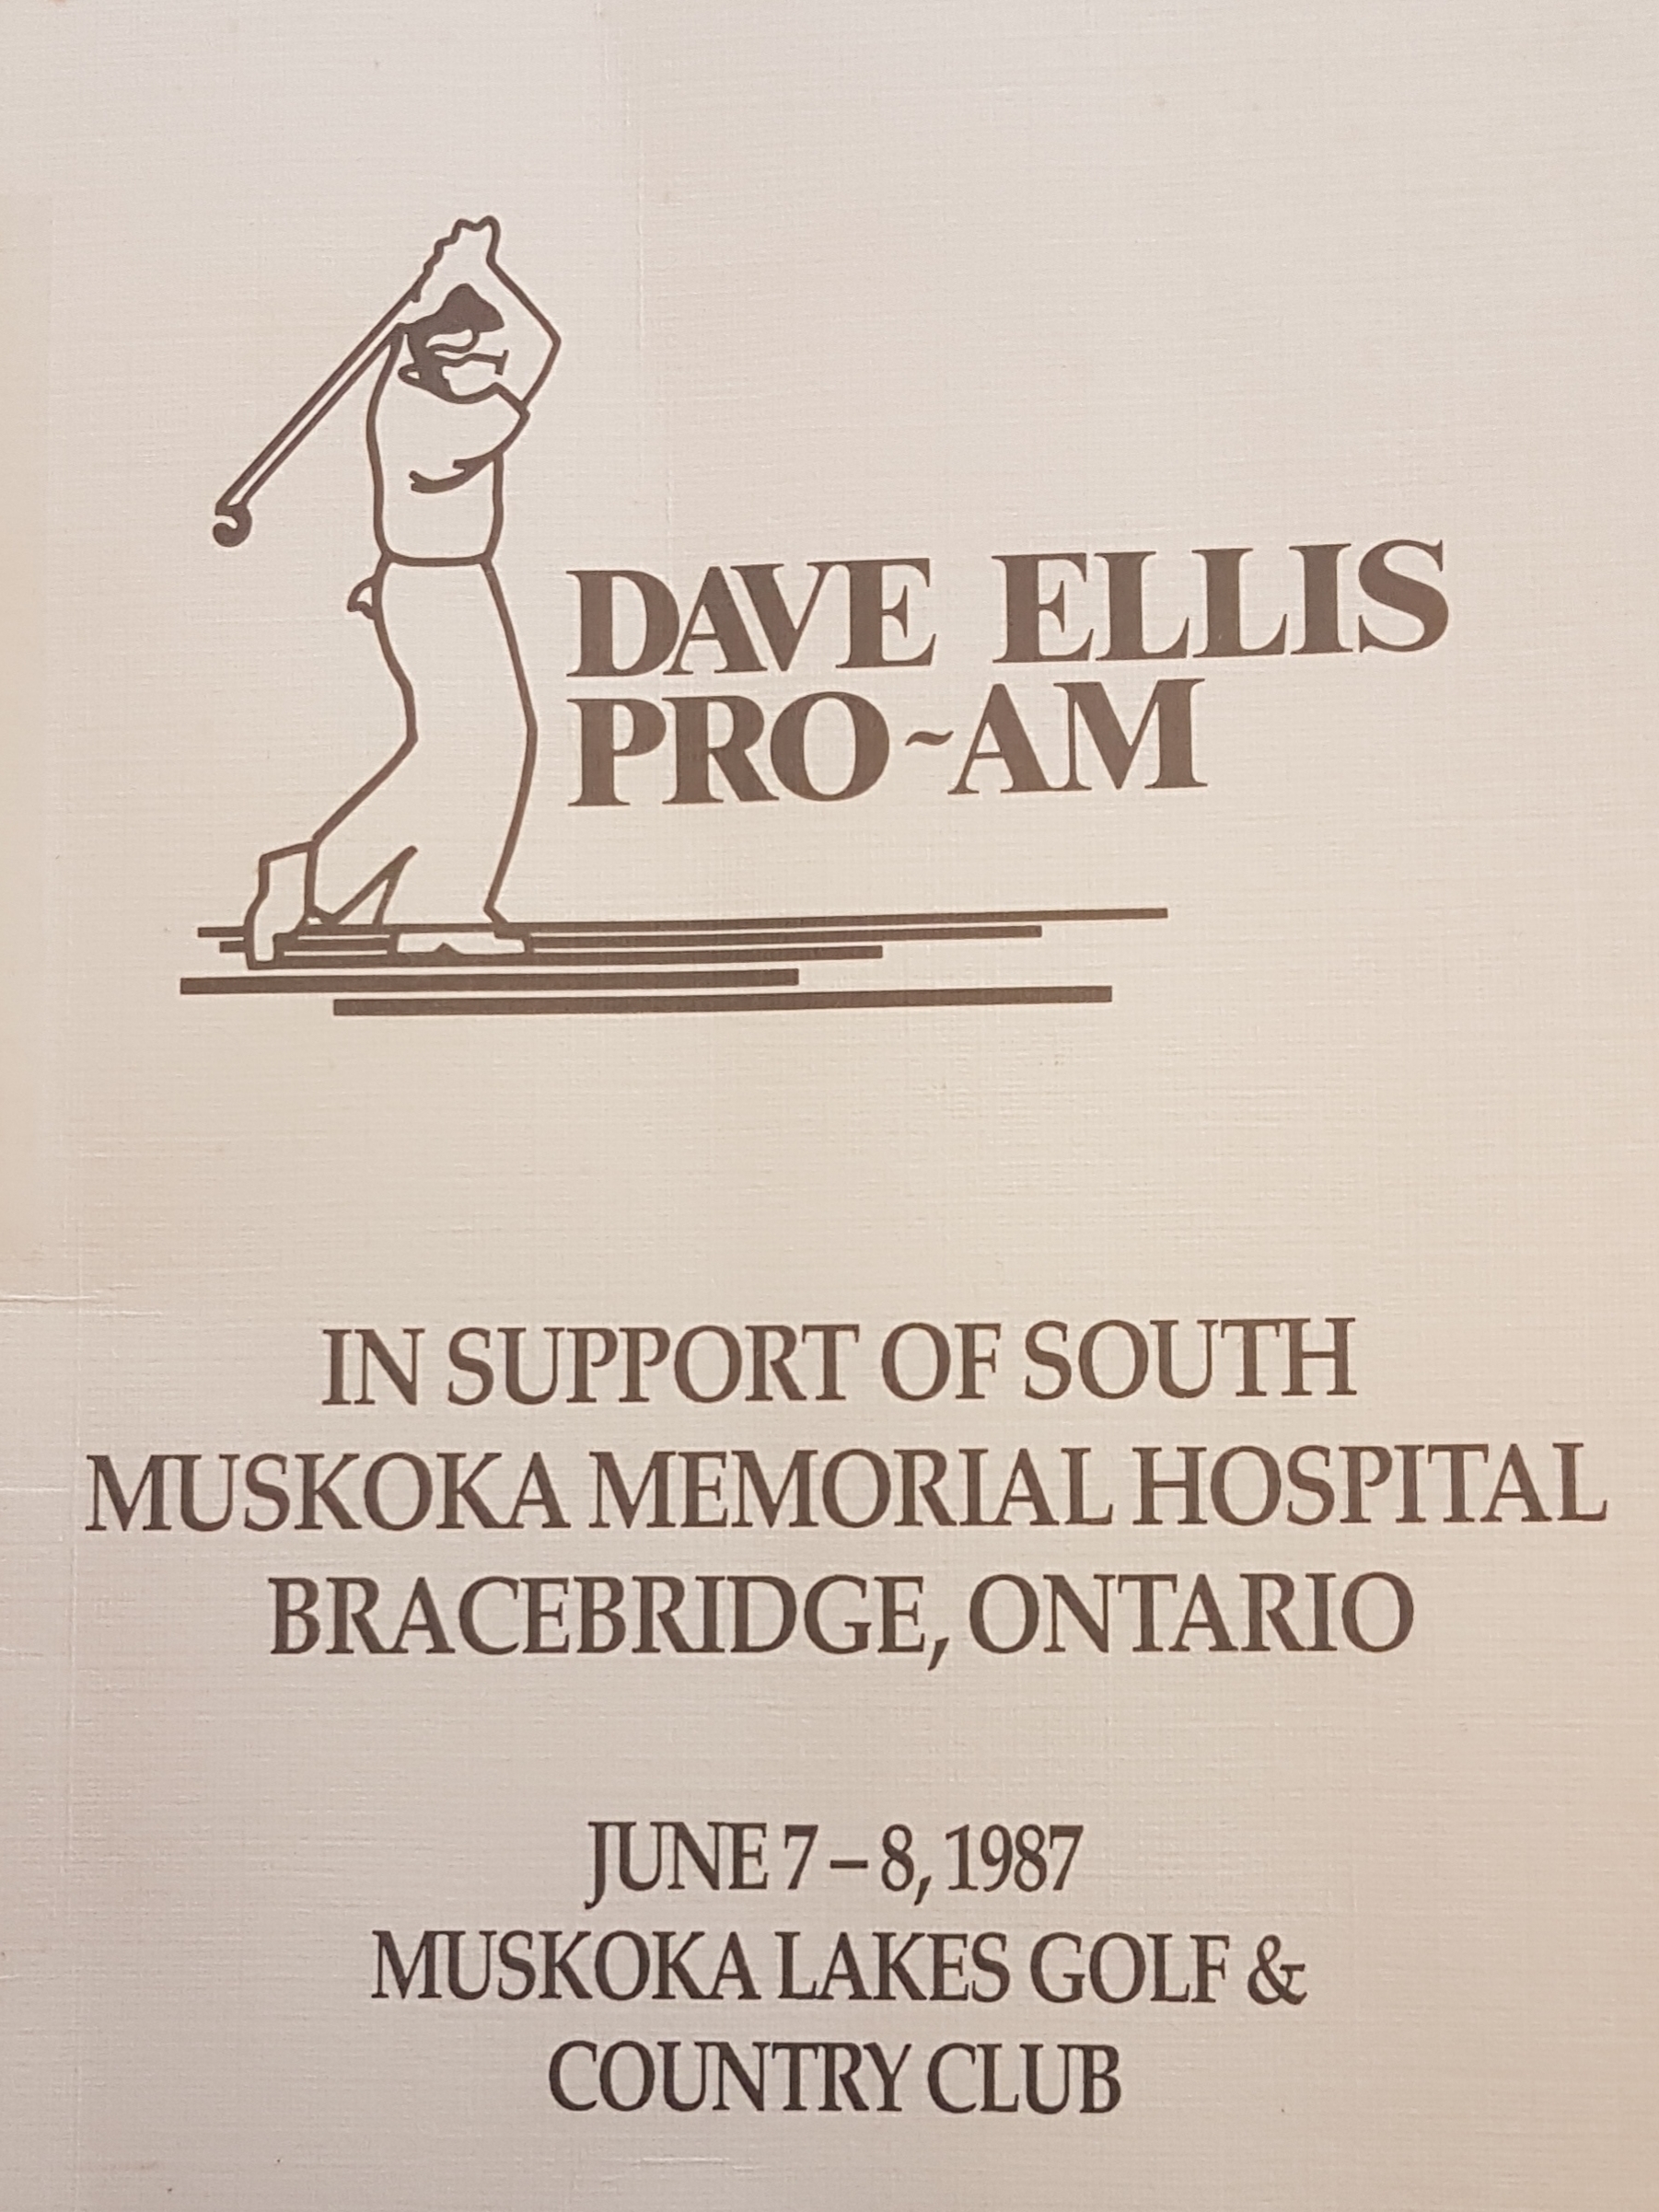 DAVE ELLIS
PRO~AM
IN SUPPORT OF SOUTH
MUSKOKA MEMORIAL HOSPITAL
BRACEBRIDGE, ONTARIO
JUNE 7 – 8, 1987
MUSKOKA LAKES GOLF &
COUNTRY CLUB